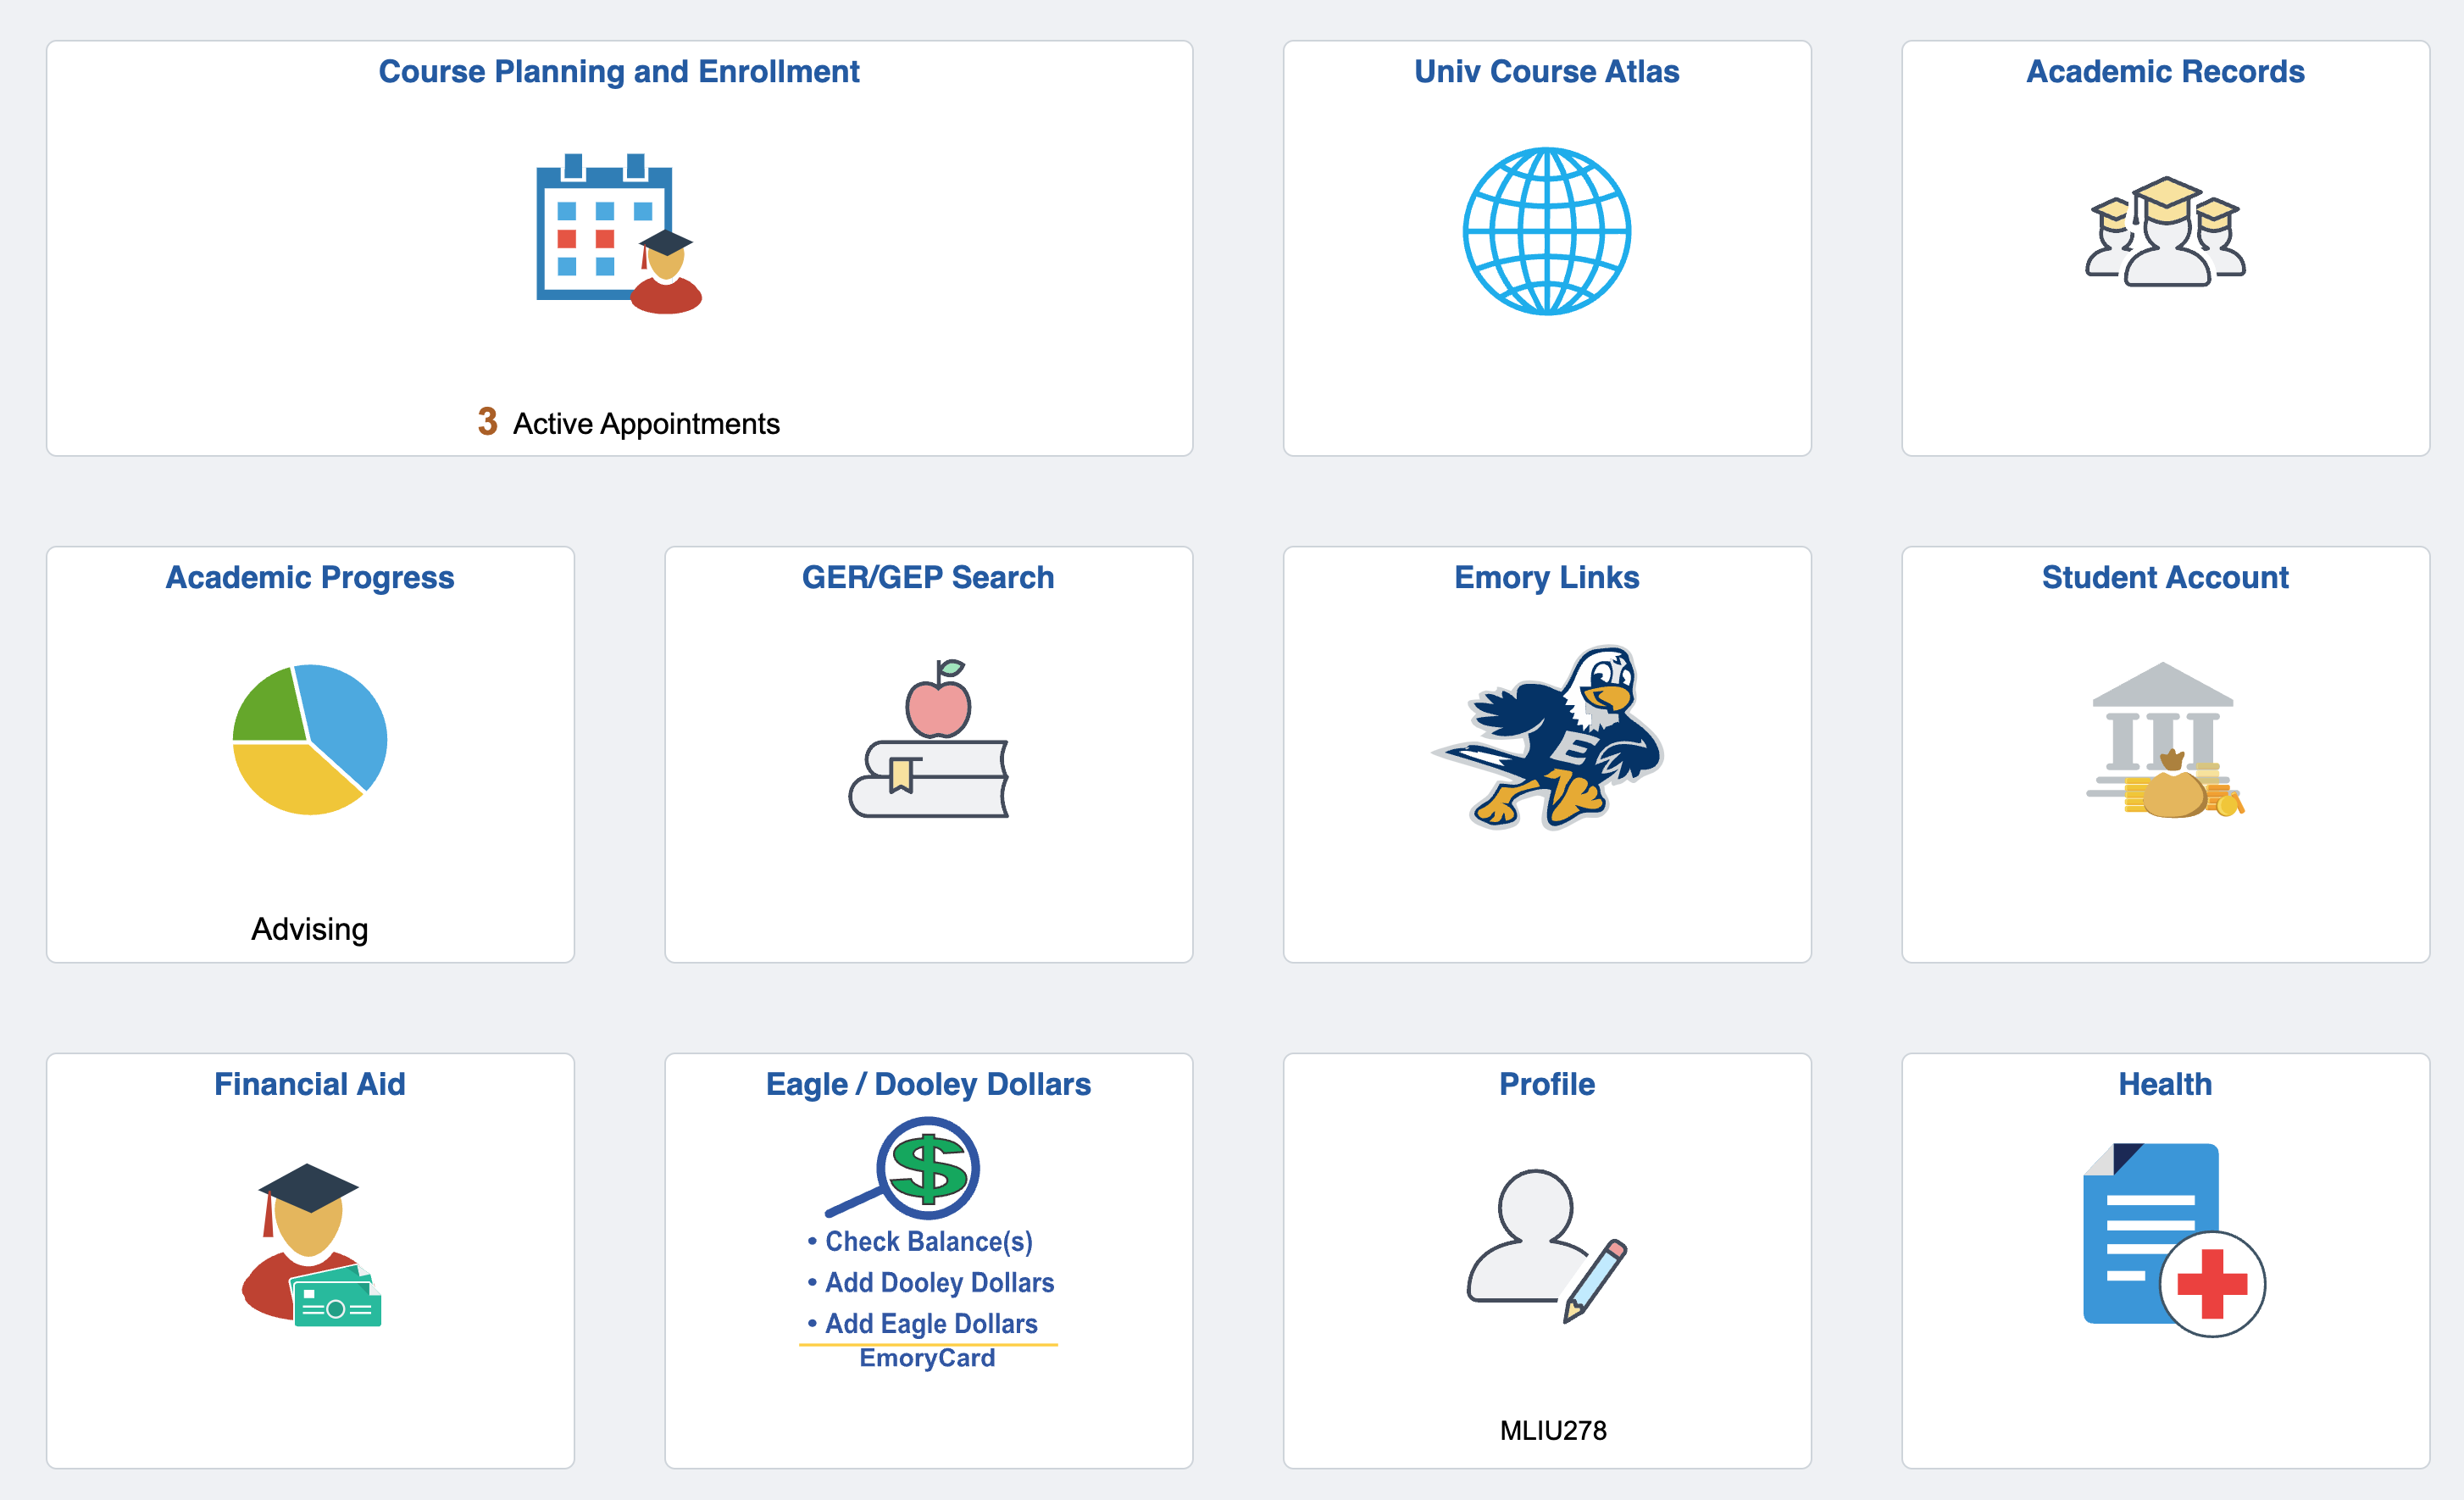 Course Planning and Enrollment
3 Active Appointments
Univ Course Atlas
Academic Records
Academic Progress
Advising
GER/GEP Search
Emory Links
E
Student Account
Financial Aid
Eagle / Dooley Dollars
$
• Check Balance(s)
• Add Dooley Dollars
• Add Eagle Dollars
EmoryCard
Profile
MLIU278
Health